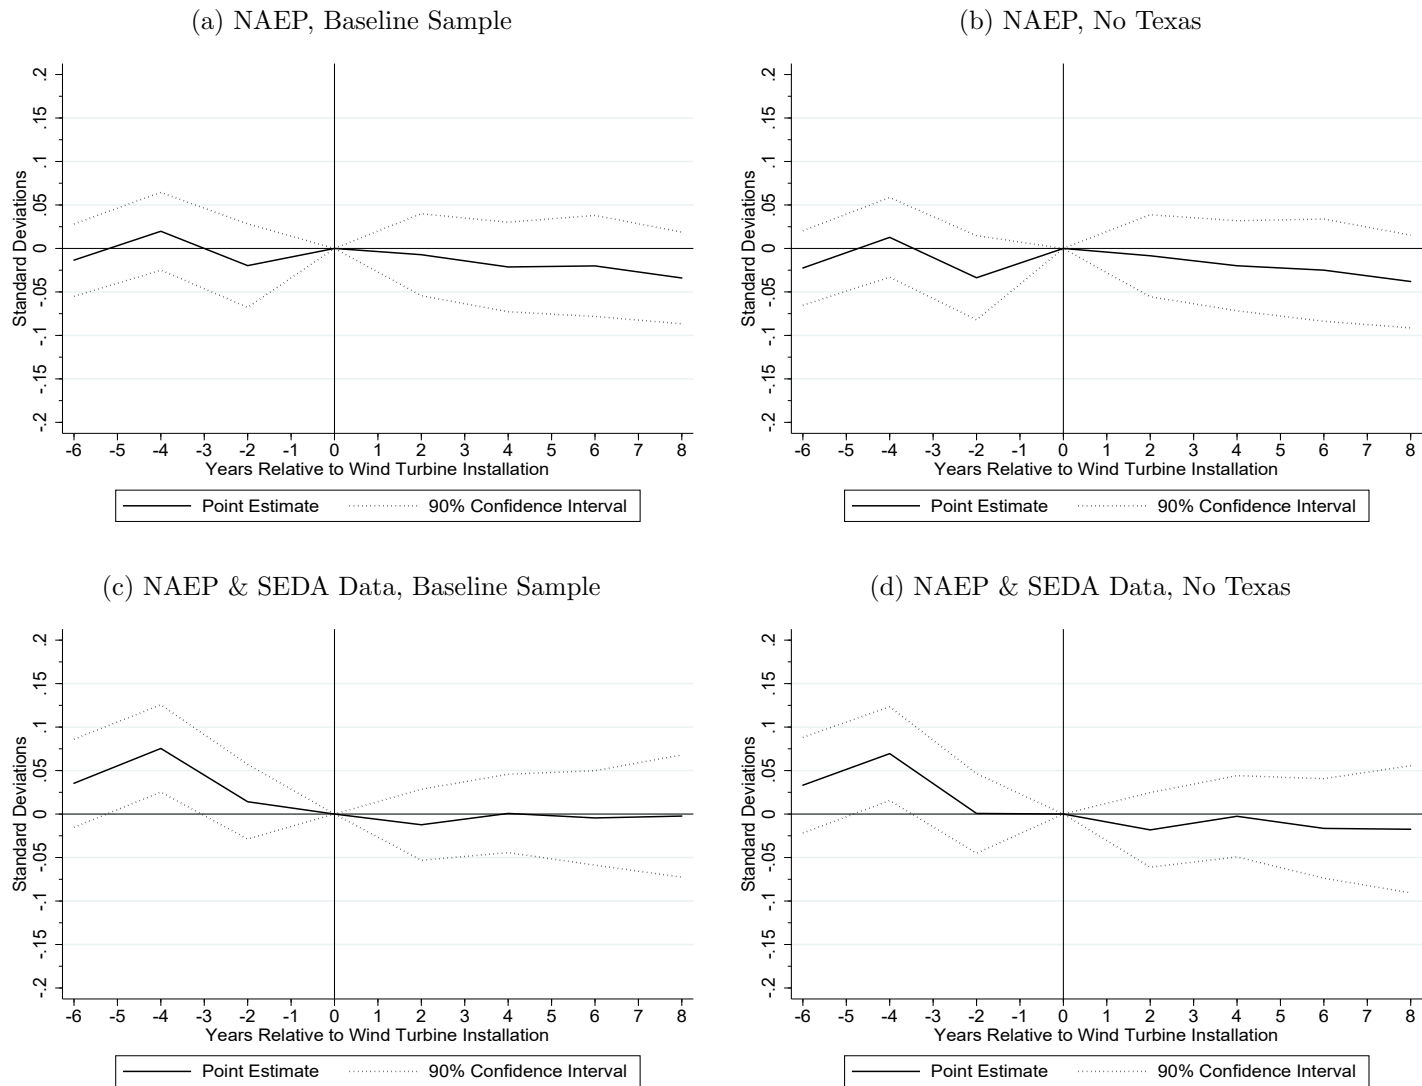 (a) NAEP, Baseline Sample
Standard Deviations
.2
.15
.1
.05
0
-.05
-.1
-.15
-.2
-6 -5 -4 -3 -2 -1 0 1 2 3 4 5 6 7 8
Years Relative to Wind Turbine Installation
Point Estimate 90% Confidence Interval
(b) NAEP, No Texas
Standard Deviations
.2
.15
.1
.05
0
-.05
-.1
-.15
-.2
-6 -5 -4 -3 -2 -1 0 1 2 3 4 5 6 7 8
Years Relative to Wind Turbine Installation
Point Estimate 90% Confidence Interval
(c) NAEP & SEDA Data, Baseline Sample
Standard Deviations
.2
.15
.1
.05
0
-.05
-.1
-.15
-.2
-6 -5 -4 -3 -2 -1 0 1 2 3 4 5 6 7 8
Years Relative to Wind Turbine Installation
Point Estimate 90% Confidence Interval
(d) NAEP & SEDA Data, No Texas
Standard Deviations
.2
.15
.1
.05
0
-.05
-.1
-.15
-.2
-6 -5 -4 -3 -2 -1 0 1 2 3 4 5 6 7 8
Years Relative to Wind Turbine Installation
Point Estimate 90% Confidence Interval